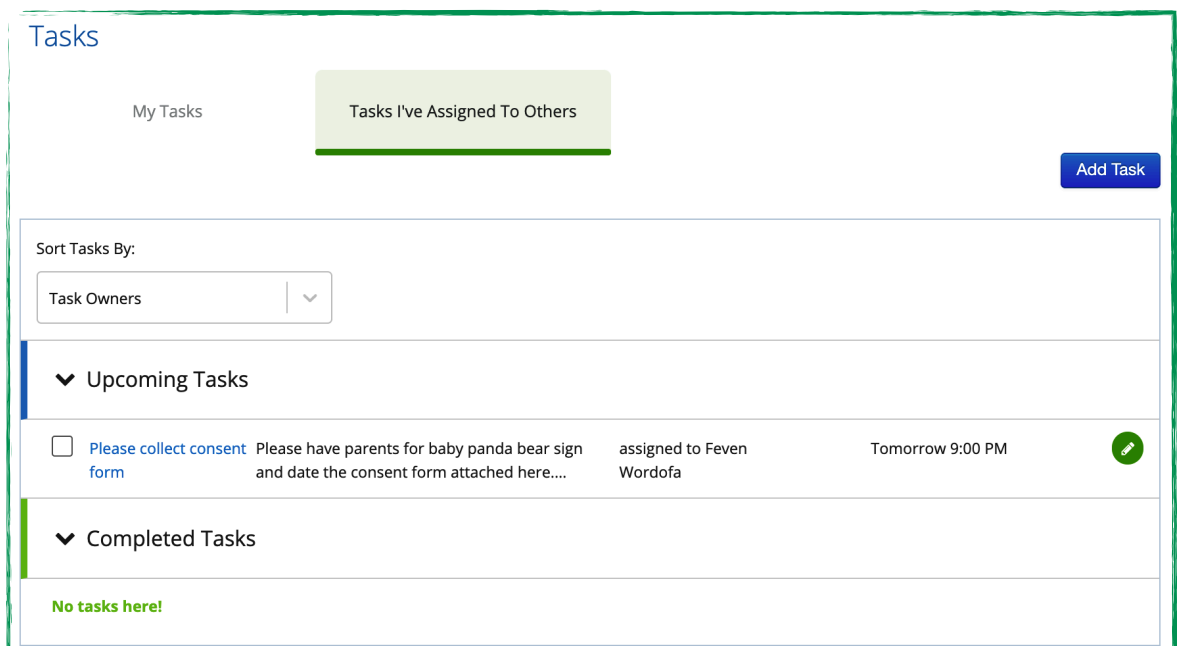 Tasks
My Tasks
Tasks I've Assigned To Others
Add Task
Sort Tasks By:
Task Owners
Upcoming Tasks
Please collect consent
form
Please have parents for baby panda bear sign
and date the consent form attached here....
assigned to Feven
Wordofa
Tomorrow 9:00 PM
Completed Tasks
No tasks here!